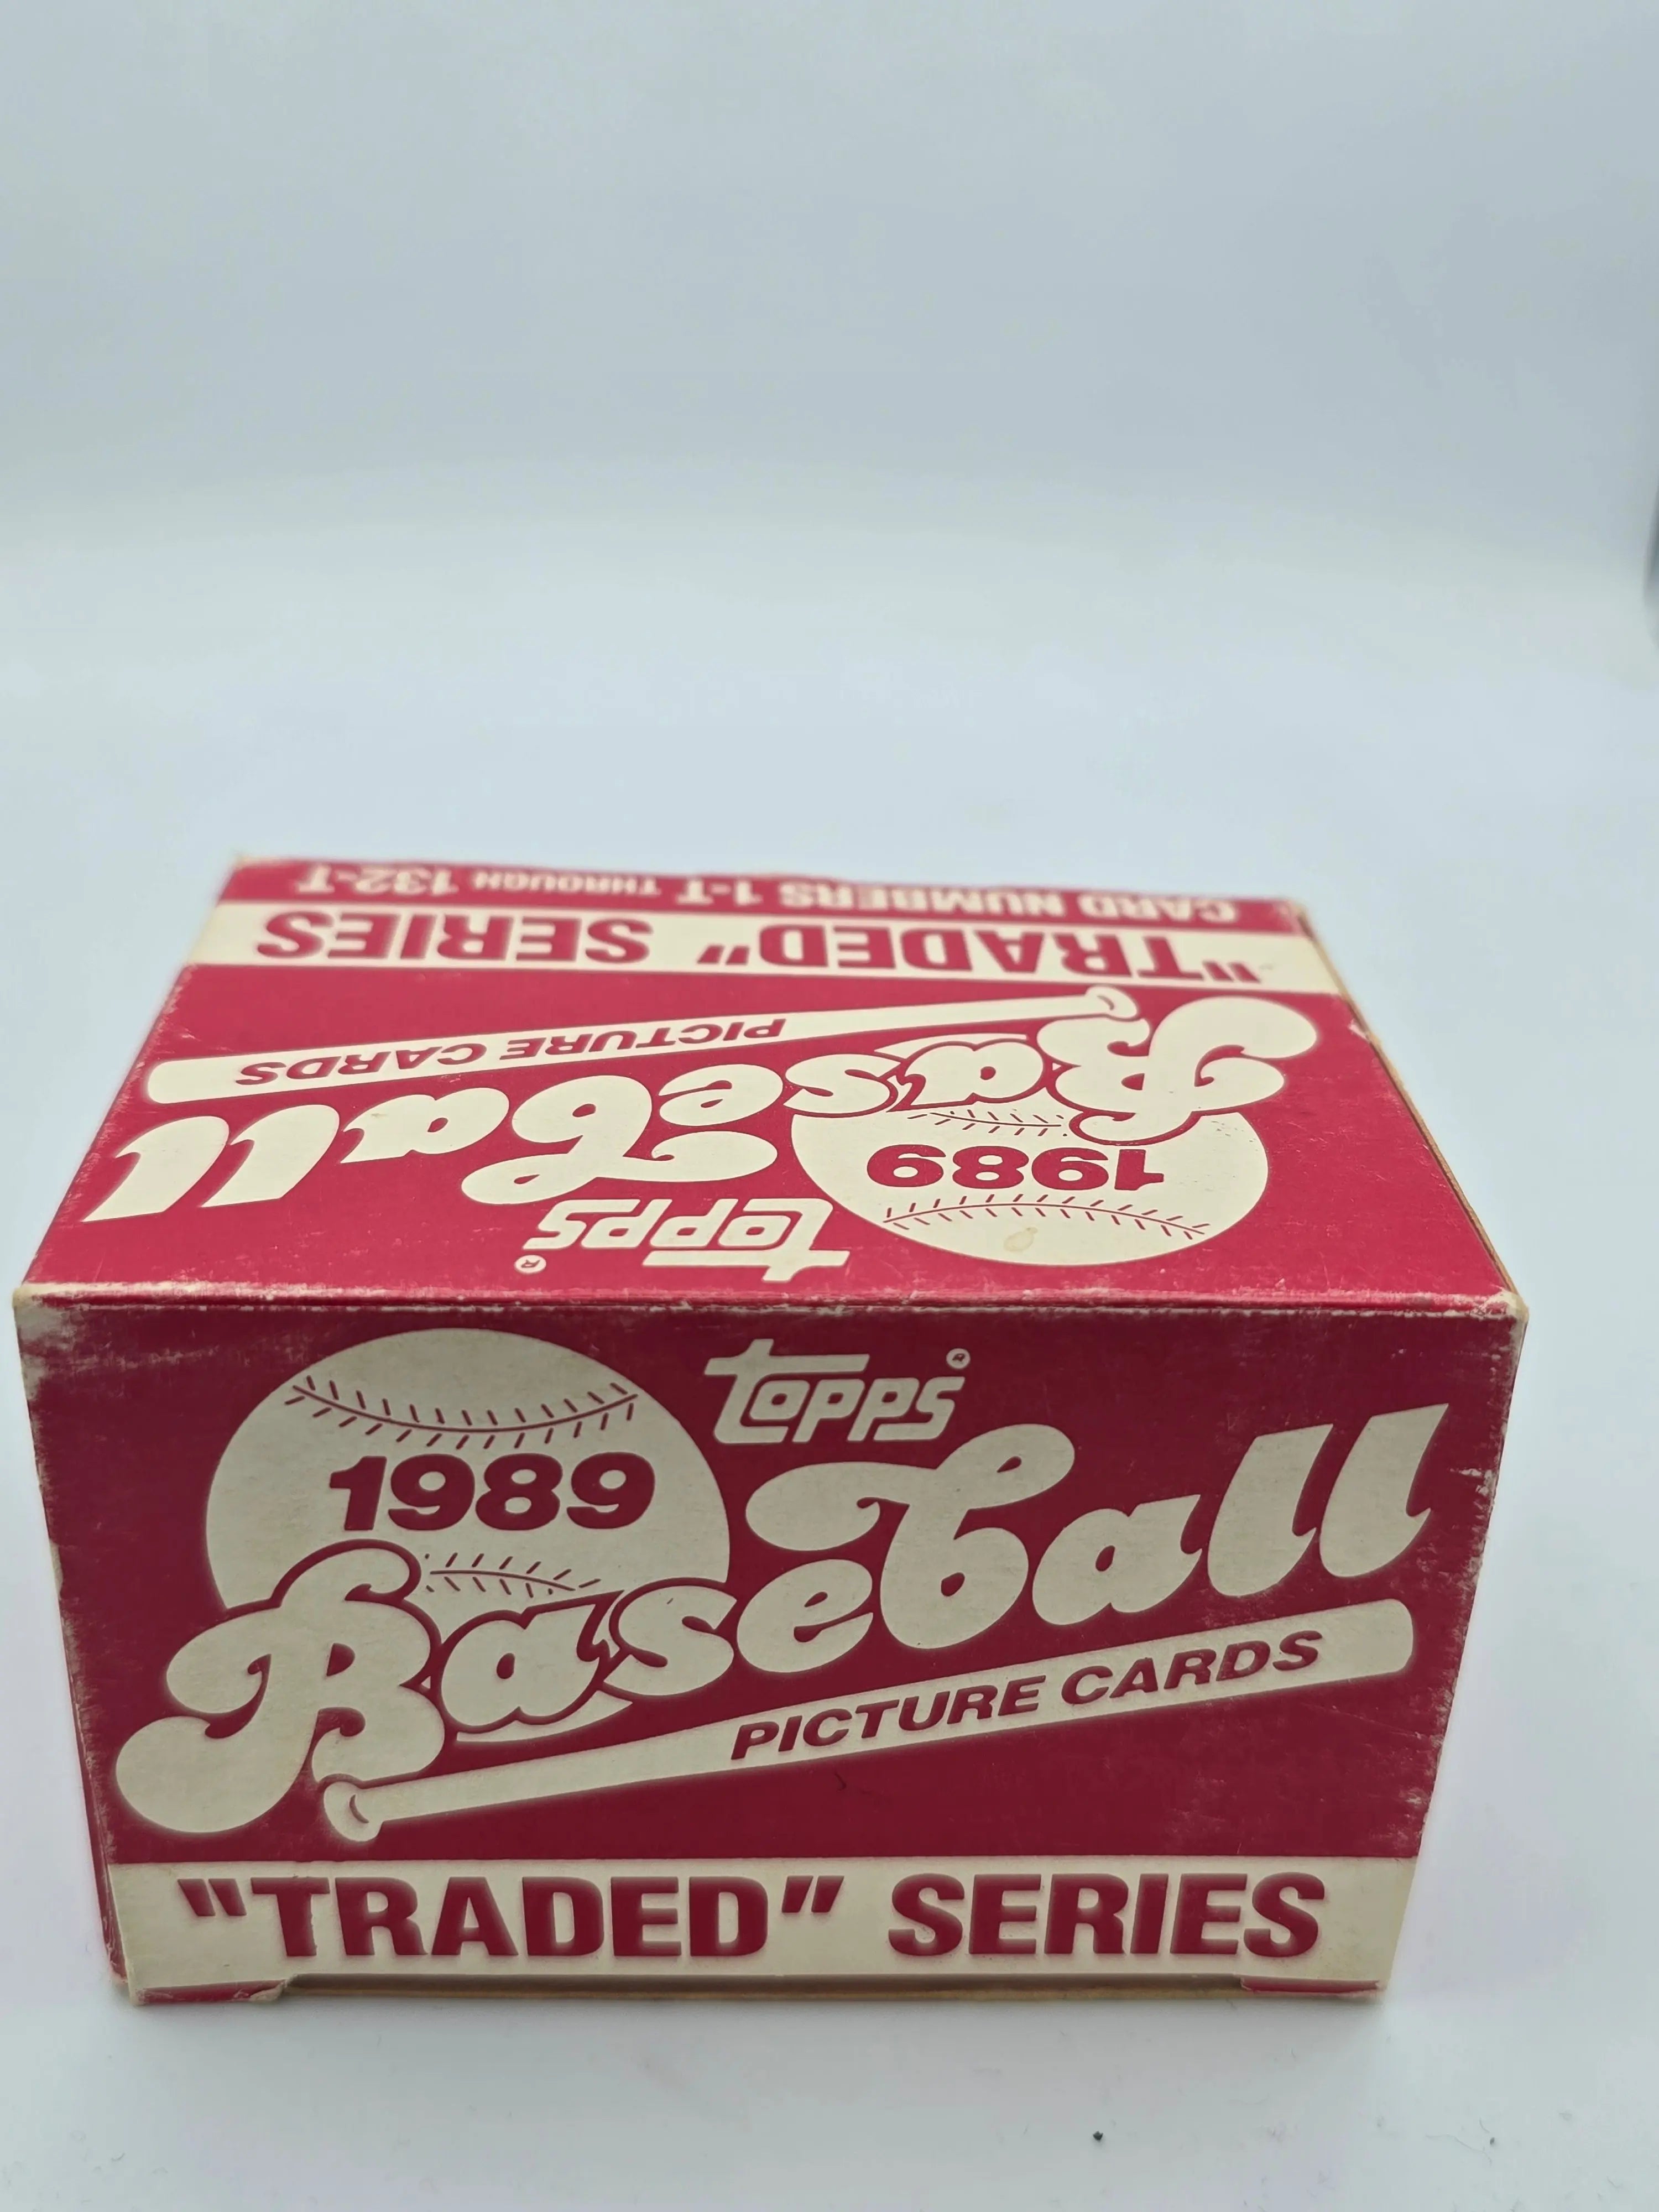 CARD NUMBERS 1-T THROUGH 132-T
"TRADED" SERIES
PICTURE CARDS
Baseball
1989
topps®
topps®
1989
Baseball
PICTURE CARDS
"TRADED" SERIES